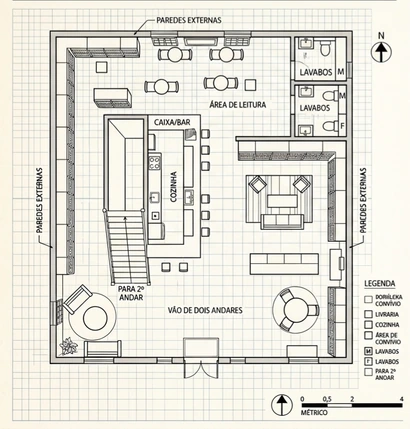 PAREDES EXTERNAS
N
LAVABOS M
LAVABOS
M
F
ÁREA DE LEITURA
CAIXA/BAR
COZINHA
PAREDES EXTERNAS
PAREDES EXTERNAS
PARA 2º
ANDAR
VÃO DE DOIS ANDARES
LEGENDA
CONVÍVIO
LIVRARIA
COZINHA
ÁREA DE
CONVÍVIO
M LAVABOS
F LAVABOS
PARA 2º
ANDAR
0 0,5 2 4
MÉTRICO